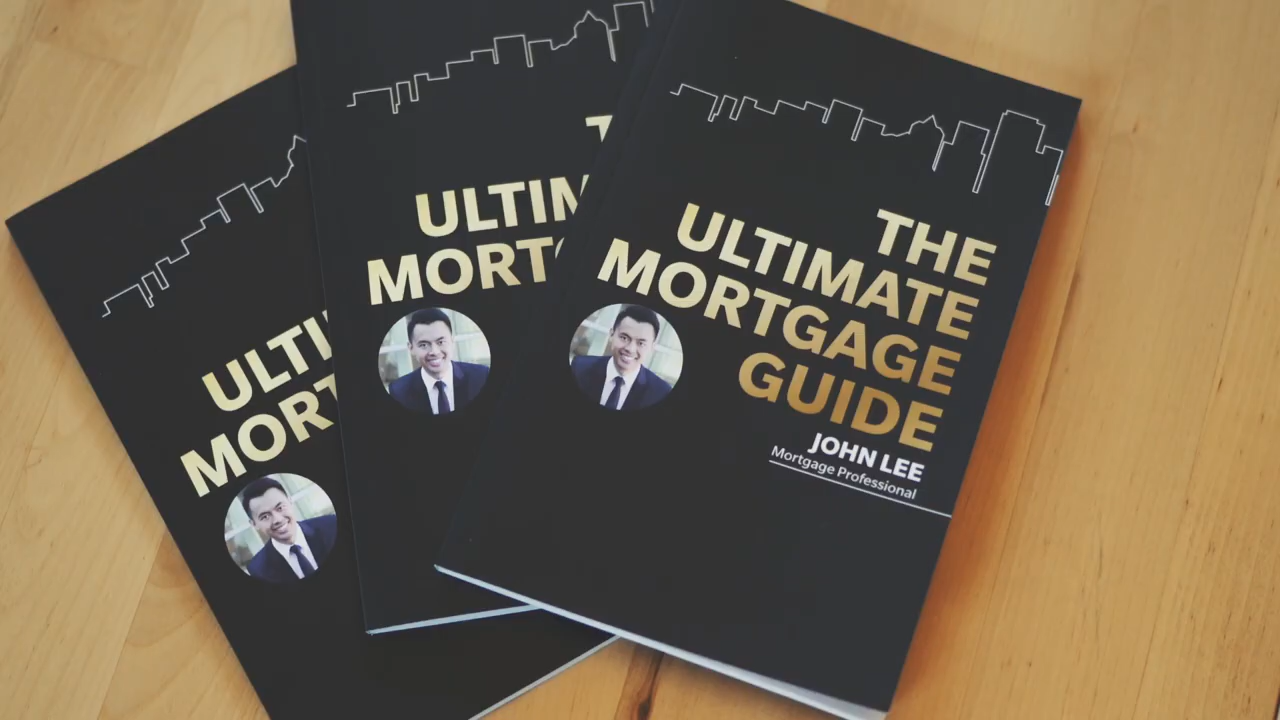 ULTI
MORT
ULTIM
MORTG
THE
ULTIMATE
MORTGAGE
GUIDE
JOHN LEE
Mortgage Professional